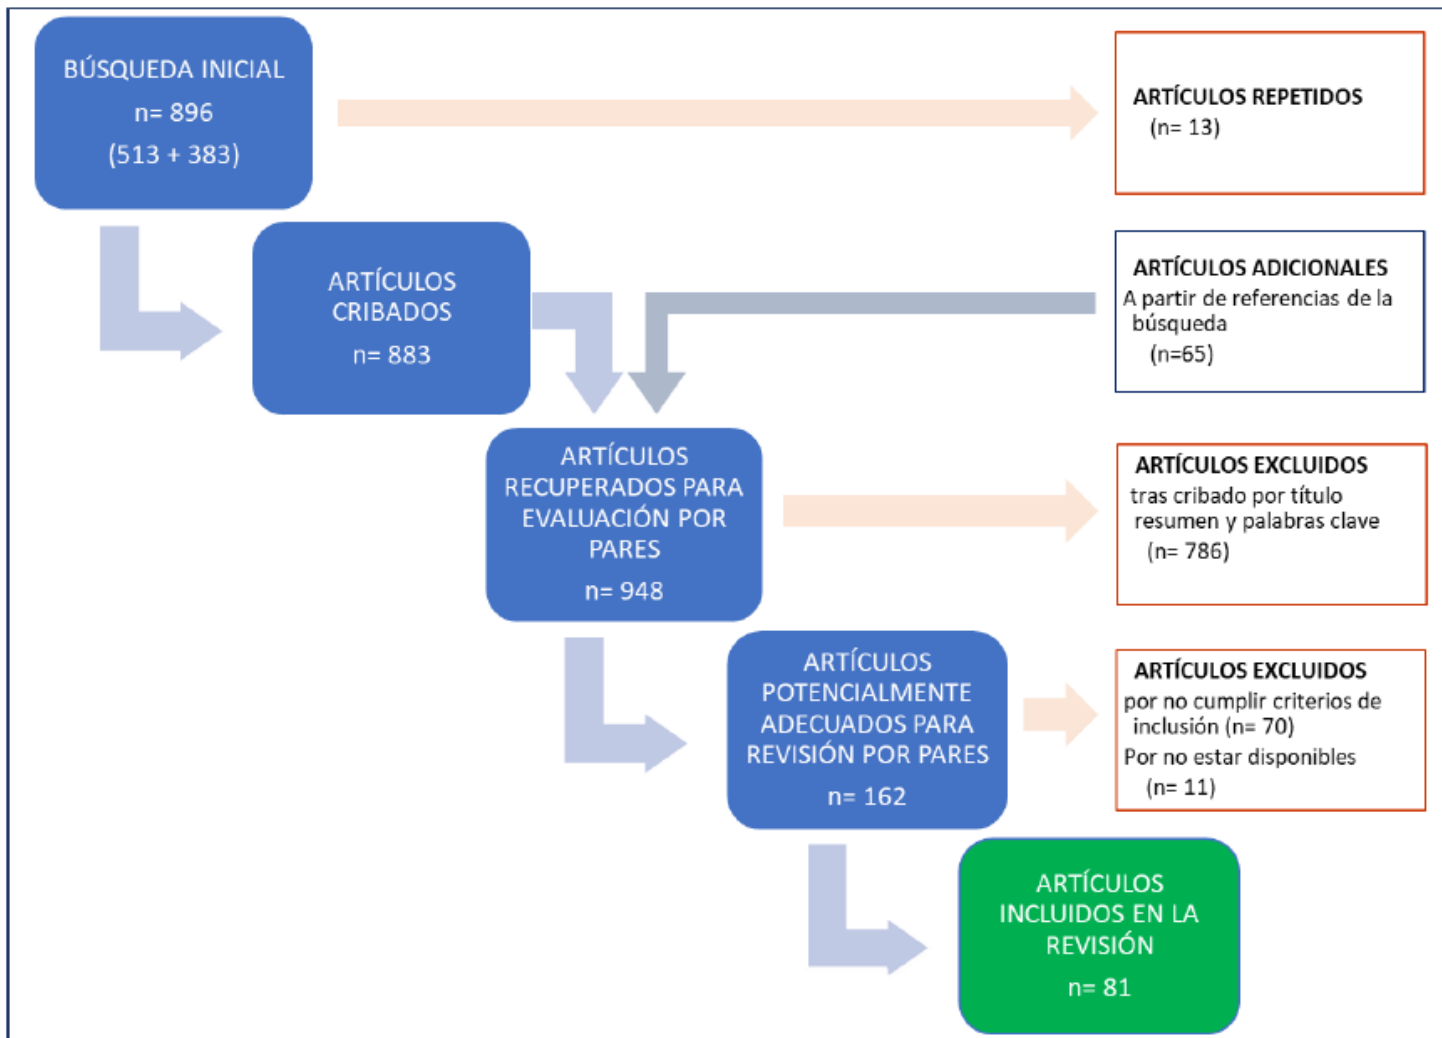 BÚSQUEDA INICIAL
n= 896
(513 + 383)
ARTÍCULOS REPETIDOS
(n= 13)
ARTÍCULOS
CRIBADOS
n= 883
ARTÍCULOS ADICIONALES
A partir de referencias de la
búsqueda
(n=65)
ARTÍCULOS
RECUPERADOS PARA
EVALUACIÓN POR
PARES
n= 948
ARTÍCULOS EXCLUIDOS
tras cribado por título
resumen y palabras clave
(n= 786)
ARTÍCULOS
POTENCIALMENTE
ADECUADOS PARA
REVISIÓN POR PARES
n= 162
ARTÍCULOS EXCLUIDOS
por no cumplir criterios de
inclusión (n= 70)
Por no estar disponibles
(n= 11)
ARTÍCULOS
INCLUIDOS EN LA
REVISIÓN
n= 81